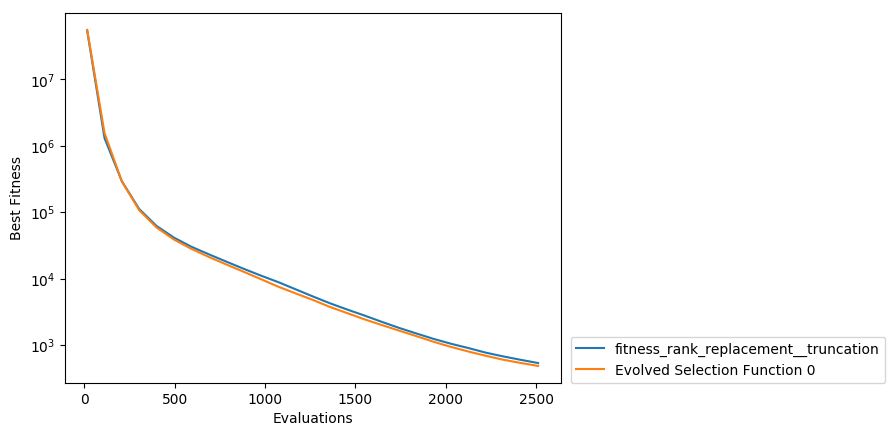 Best Fitness
10^7
10^6
10^5
10^4
10^3
0 500 1000 1500 2000 2500
Evaluations
fitness_rank_replacement__truncation
Evolved Selection Function 0